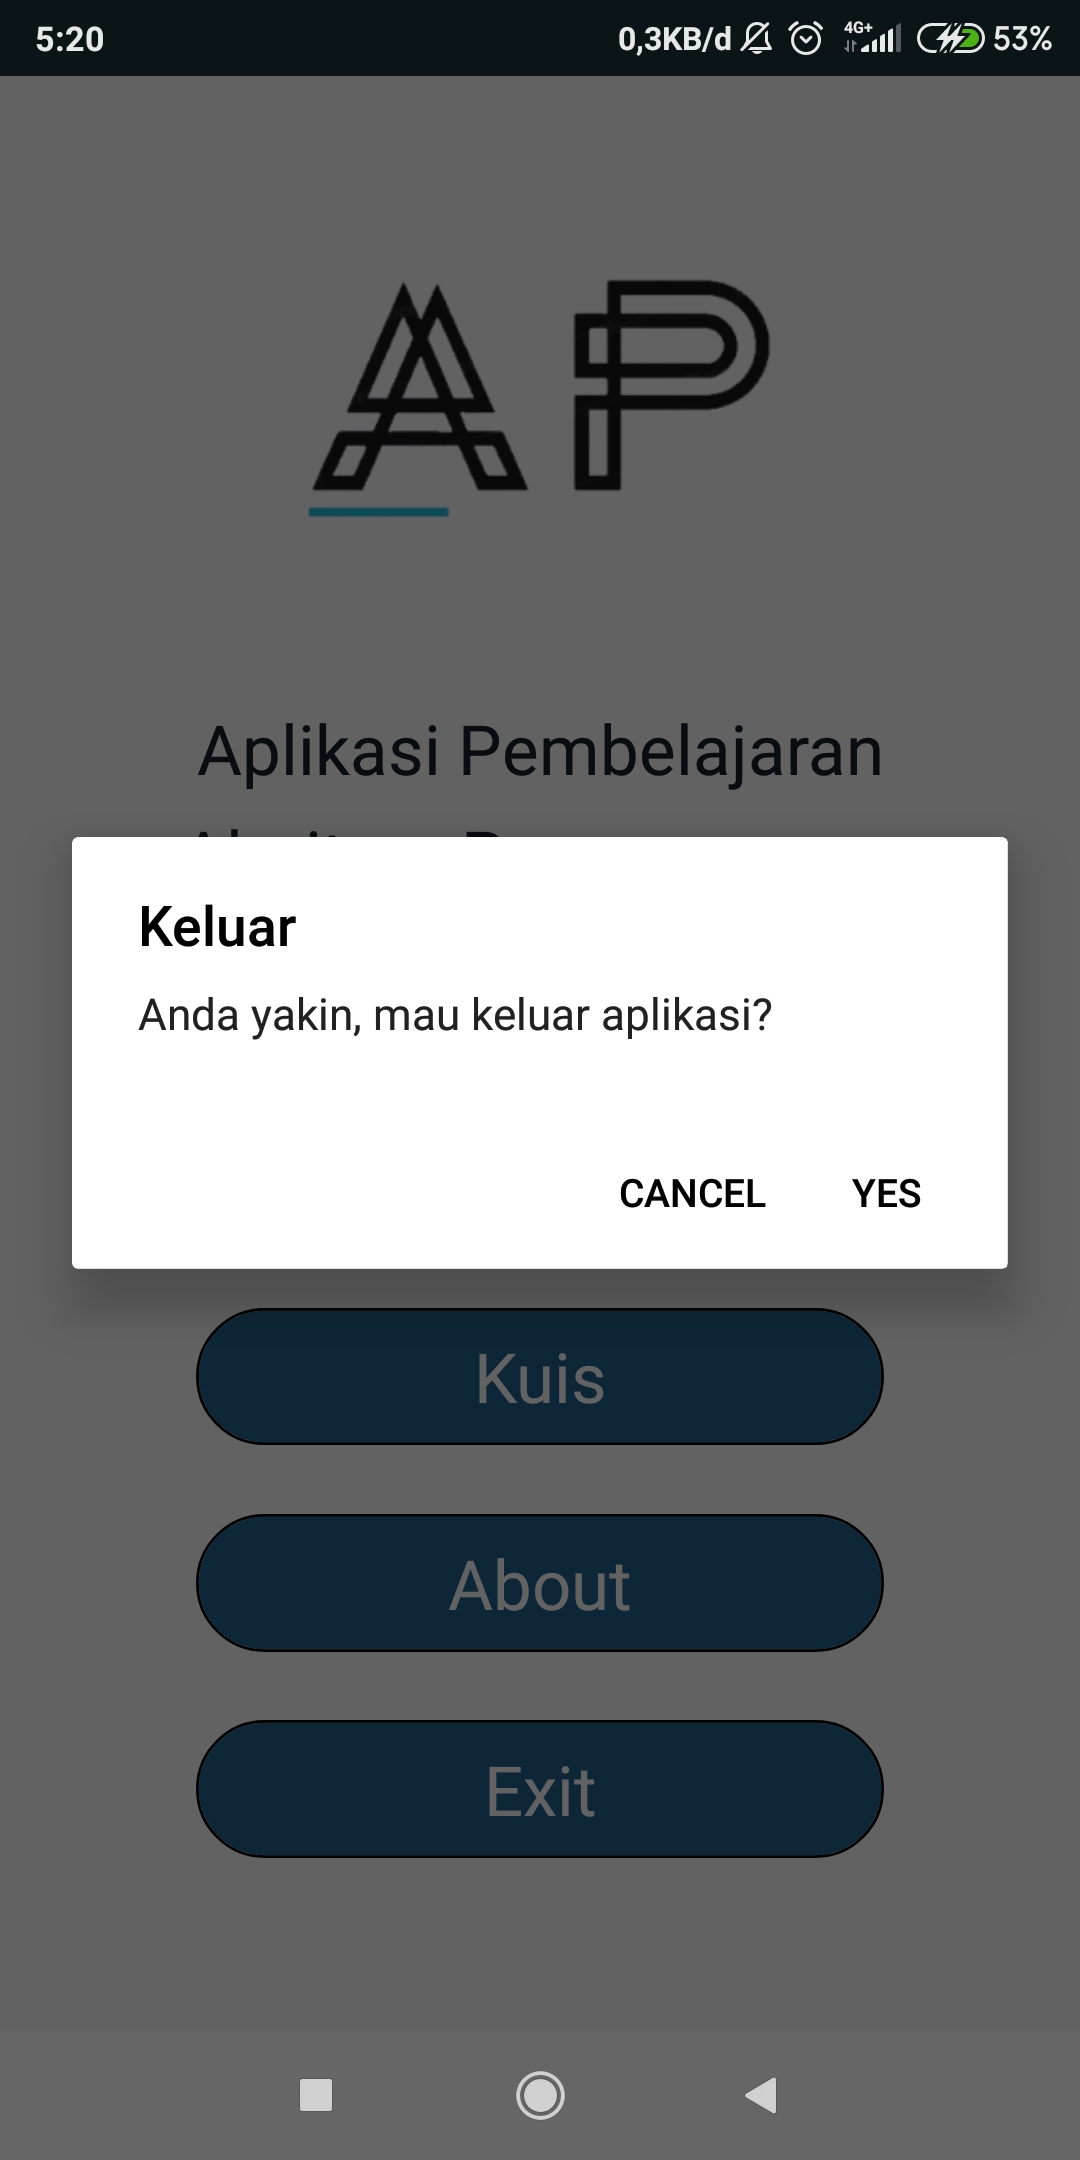 5:20
0,3KB/d 4G+ 53%
AP
Aplikasi Pembelajaran
Keluar
Anda yakin, mau keluar aplikasi?
CANCEL YES
Kuis
About
Exit